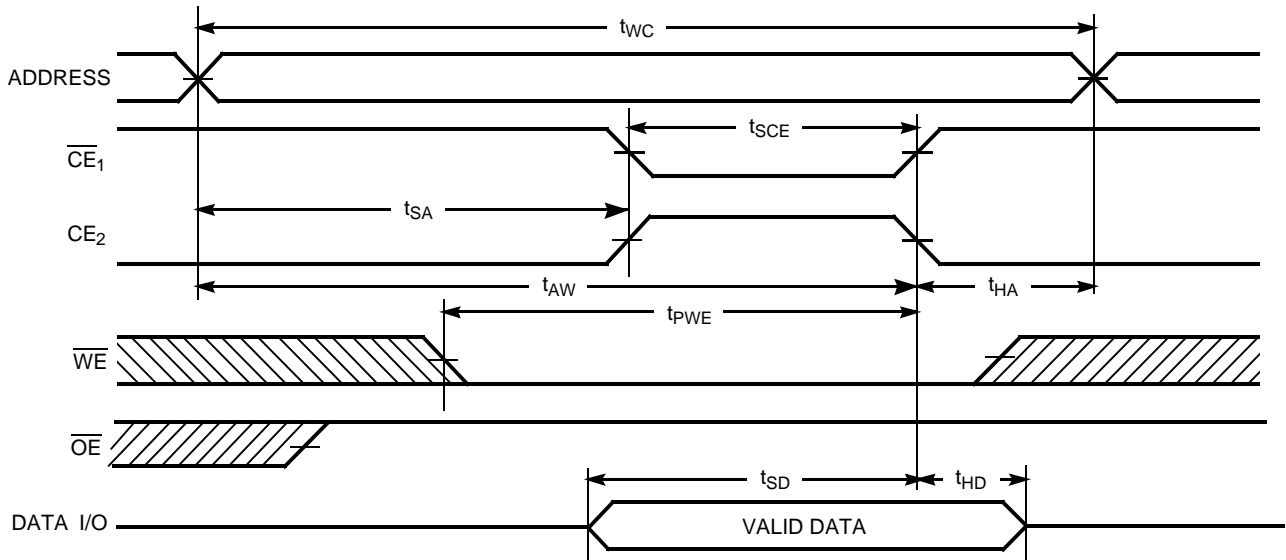 tWC
ADDRESS
tSCE
CE1
tSA
CE2
tAW
tHA
tPWE
WE
OE
tSD
tHD
DATA I/O
VALID DATA